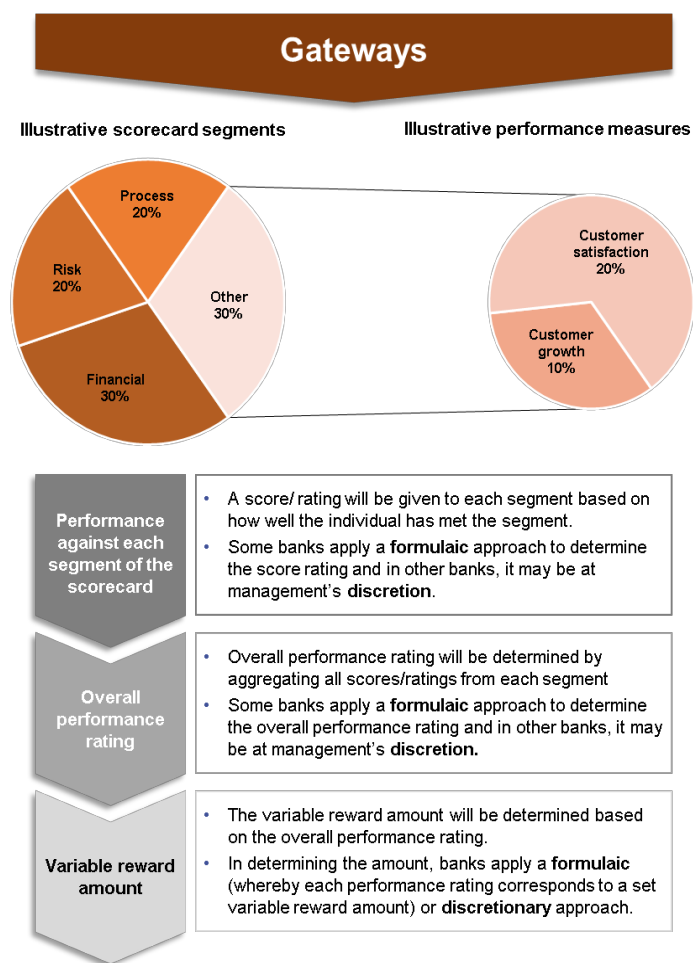 Gateways
Illustrative scorecard segments
Illustrative performance measures
Process
20%
Risk
20%
Other
30%
Financial
30%
Customer
satisfaction
20%
Customer
growth
10%
Performance
against each
segment of the
scorecard
• A score/ rating will be given to each segment based on
how well the individual has met the segment.
• Some banks apply a formulaic approach to determine
the score rating and in other banks, it may be at
management's discretion.
Overall
performance
rating
• Overall performance rating will be determined by
aggregating all scores/ratings from each segment
• Some banks apply a formulaic approach to determine
the overall performance rating and in other banks, it may
be at management's discretion.
Variable reward
amount
• The variable reward amount will be determined based
on the overall performance rating.
• In determining the amount, banks apply a formulaic
(whereby each performance rating corresponds to a set
variable reward amount) or discretionary approach.